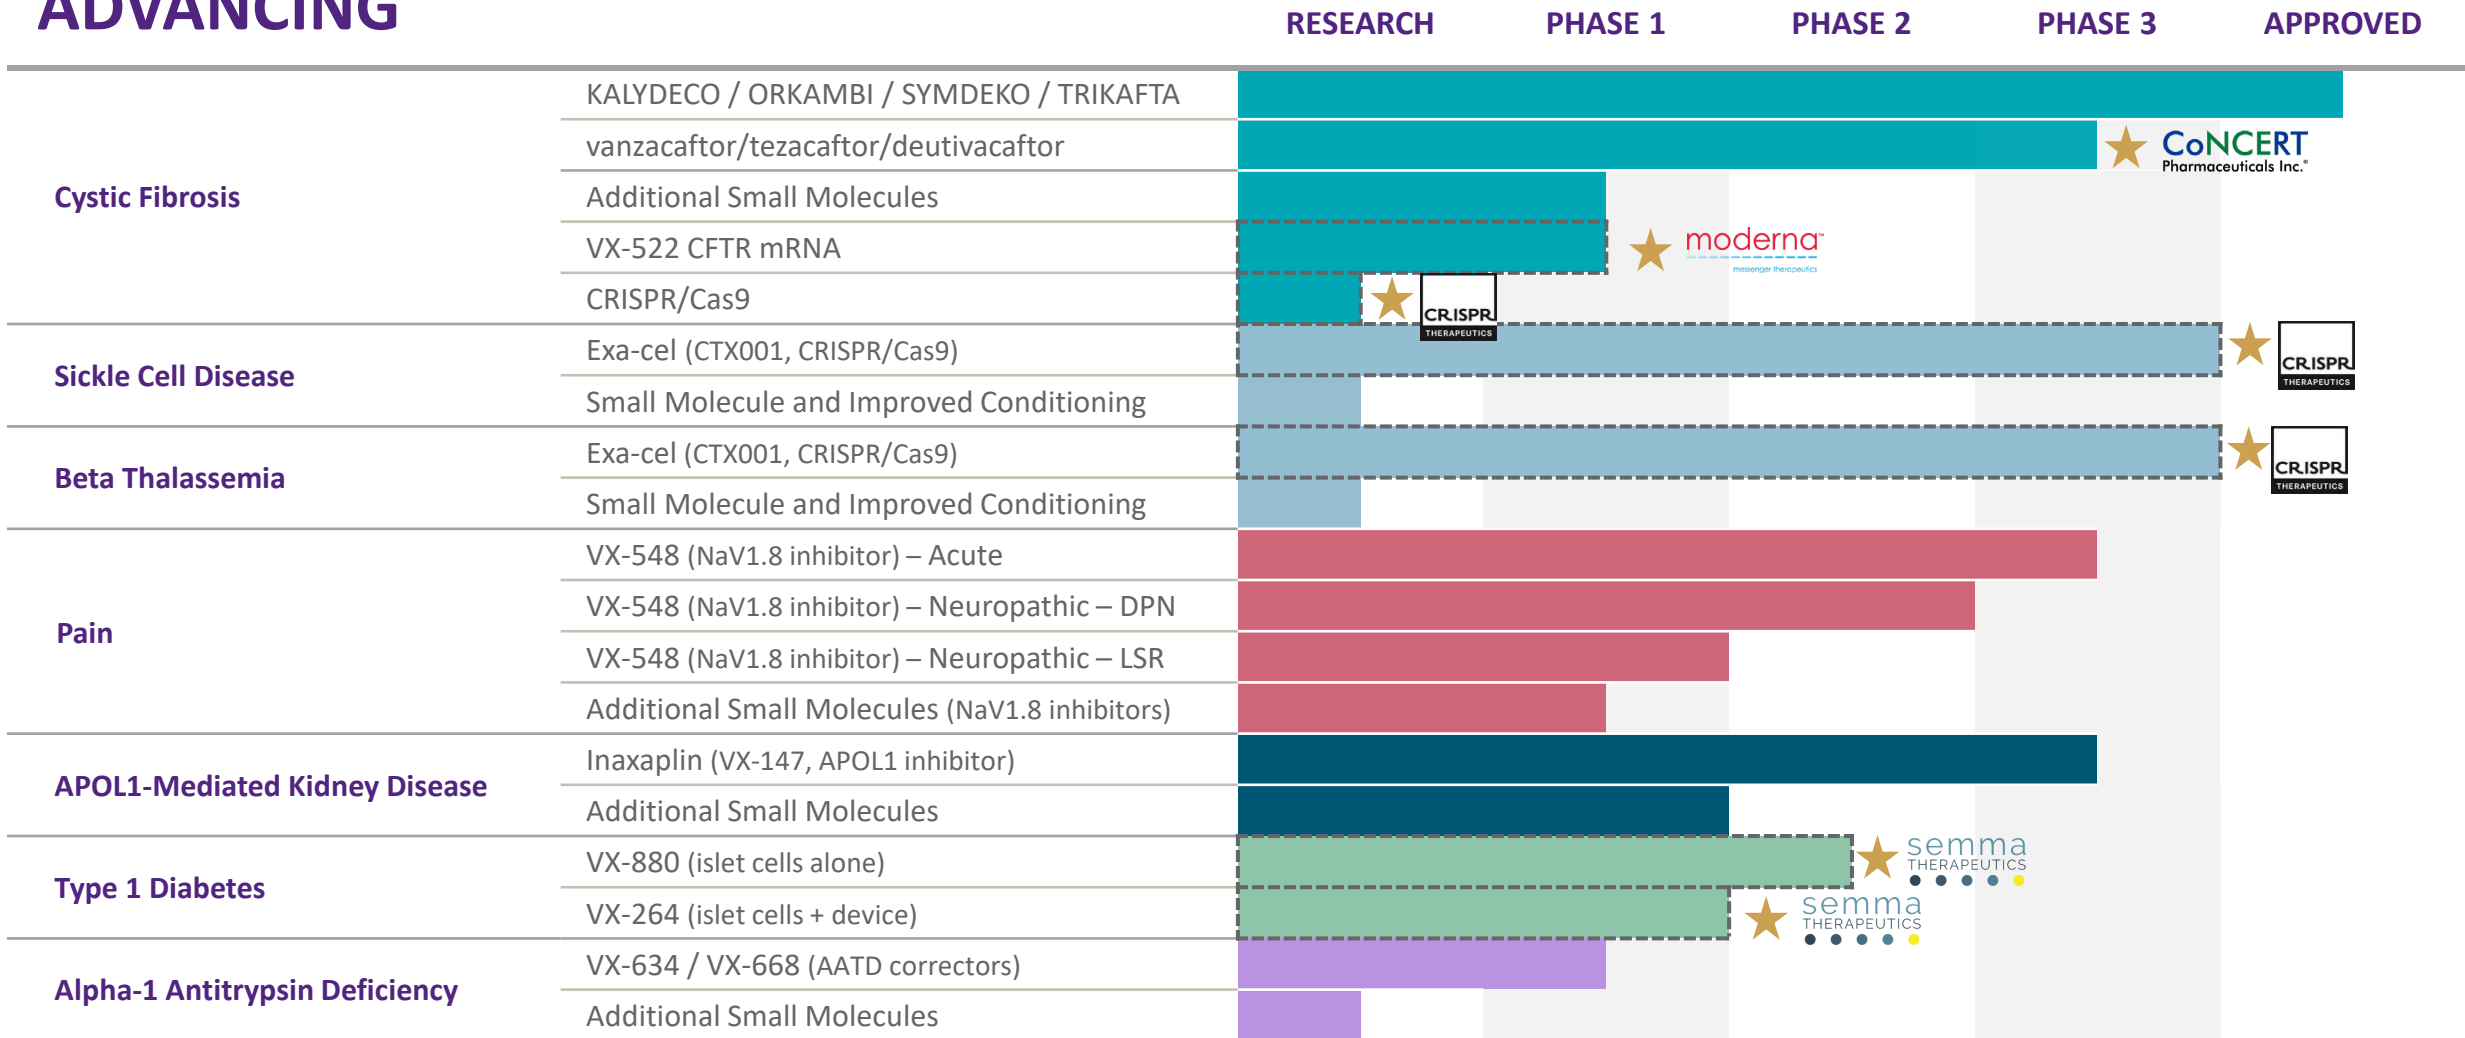 ADVANCING
RESEARCH PHASE 1 PHASE 2 PHASE 3 APPROVED
Cystic Fibrosis
KALYDECO / ORKAMBI / SYMDEKO / TRIKAFTA
vanzacaftor/tezacaftor/deutivacaftor
CoNCERT
Pharmaceuticals Inc.®
Additional Small Molecules
VX-522 CFTR mRNA
moderna™
messenger therapeutics
CRISPR/Cas9
CRISPR
THERAPEUTICS
Sickle Cell Disease
Exa-cel (CTX001, CRISPR/Cas9)
CRISPR
THERAPEUTICS
Small Molecule and Improved Conditioning
Beta Thalassemia
Exa-cel (CTX001, CRISPR/Cas9)
CRISPR
THERAPEUTICS
Small Molecule and Improved Conditioning
Pain
VX-548 (NaV1.8 inhibitor) – Acute
VX-548 (NaV1.8 inhibitor) – Neuropathic – DPN
VX-548 (NaV1.8 inhibitor) – Neuropathic – LSR
Additional Small Molecules (NaV1.8 inhibitors)
APOL1-Mediated Kidney Disease
Inaxaplin (VX-147, APOL1 inhibitor)
Additional Small Molecules
Type 1 Diabetes
VX-880 (islet cells alone)
semma
THERAPEUTICS
VX-264 (islet cells + device)
semma
THERAPEUTICS
Alpha-1 Antitrypsin Deficiency
VX-634 / VX-668 (AATD correctors)
Additional Small Molecules